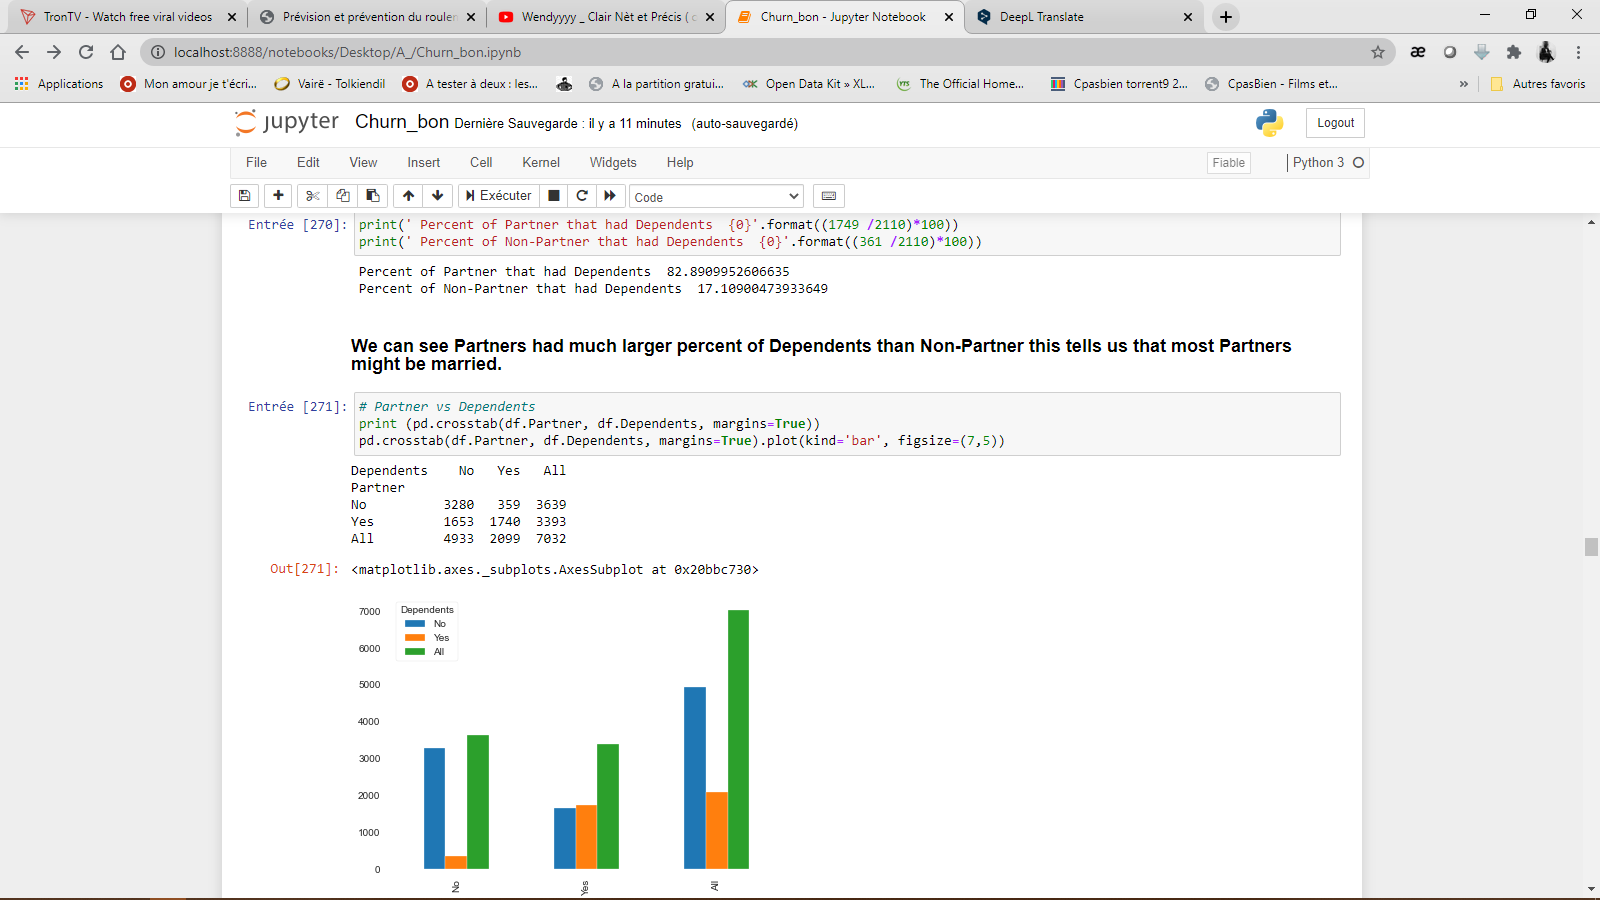 TronTV - Watch free viral videos
Prévision et prévention du rouler
Wendyyyy _ Clair Nèt et Précis (
Churn_bon - Jupyter Notebook
DeepL Translate
localhost:8888/notebooks/Desktop/A_/Churn_bon.ipynb
Applications
Mon amour je t'écri...
Vairë - Tolkiendil
A tester à deux : les...
A la partition gratui...
Open Data Kit » XL...
The Official Home...
Cpasbien torrent9 2...
CpasBien - Films et...
»
Autres favoris
jupyter
Churn_bon Dernière Sauvegarde : il y a 11 minutes (auto-sauvegardé)
Logout
File Edit View Insert Cell Kernel Widgets Help
Fiable
Python 3
Exécuter
Code
Entrée [270]: print(' Percent of Partner that had Dependents  {0}'.format((1749 /2110)*100))
print(' Percent of Non-Partner that had Dependents  {0}'.format((361 /2110)*100))
Percent of Partner that had Dependents  82.8909952606635
Percent of Non-Partner that had Dependents  17.10900473933649
We can see Partners had much larger percent of Dependents than Non-Partner this tells us that most Partners
might be married.
Entrée [271]: # Partner vs Dependents
print (pd.crosstab(df.Partner, df.Dependents, margins=True))
pd.crosstab(df.Partner, df.Dependents, margins=True).plot(kind='bar', figsize=(7,5))
Dependents    No   Yes   All
Partner
No          3280   359  3639
Yes         1653  1740  3393
All         4933  2099  7032
Out[271]: <matplotlib.axes._subplots.AxesSubplot at 0x20bbc730>
Dependents
No
Yes
All
7000
6000
5000
4000
3000
2000
1000
0
No
Yes
All